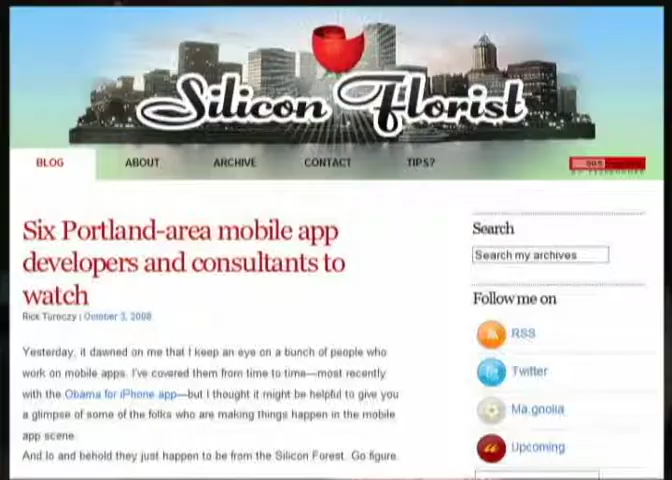 Silicon Florist
BLOG ABOUT ARCHIVE CONTACT TIPS?
Six Portland-area mobile app
developers and consultants to
watch
Rick Turoczy | October 3, 2008
Yesterday, it dawned on me that I keep an eye on a bunch of people who
work on mobile apps. I've covered them from time to time—most recently
with the Obama for iPhone app—but I thought it might be helpful to give you
a glimpse of some of the folks who are making things happen in the mobile
app scene.
And lo and behold they just happen to be from the Silicon Forest. Go figure.
Search
Search my archives
Follow me on
RSS
Twitter
Ma.gnolia
Upcoming